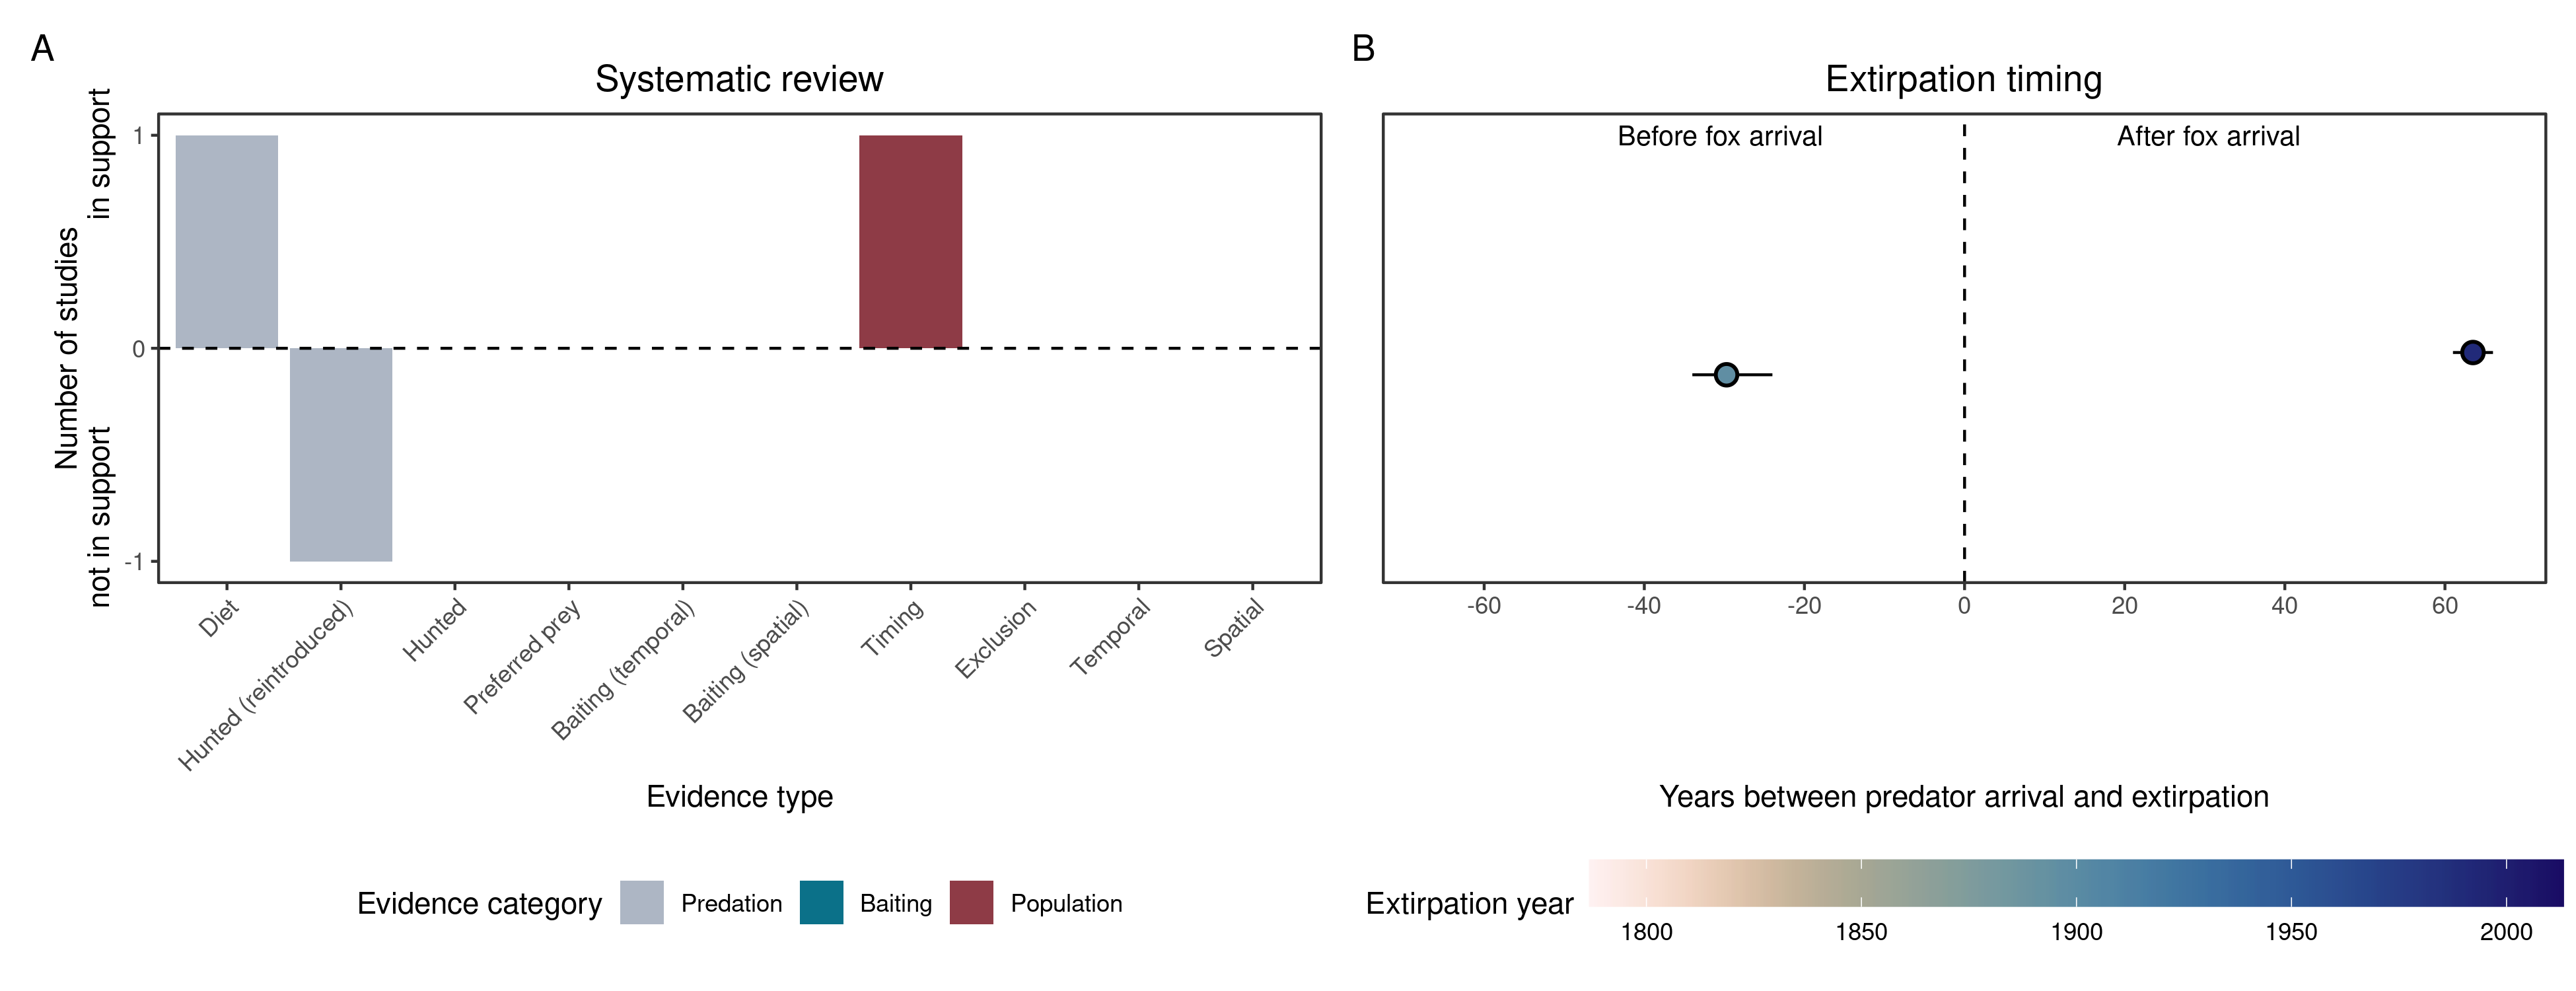 A
Systematic review
Number of studies
not in support
in support
1
0
-1
Diet
Hunted (reintroduced)
Hunted
Preferred prey
Baiting (temporal)
Baiting (spatial)
Timing
Exclusion
Temporal
Spatial
Evidence type
Evidence category
Predation
Baiting
Population
B
Extirpation timing
Before fox arrival
After fox arrival
-60
-40
-20
0
20
40
60
Years between predator arrival and extirpation
Extirpation year
1800
1850
1900
1950
2000